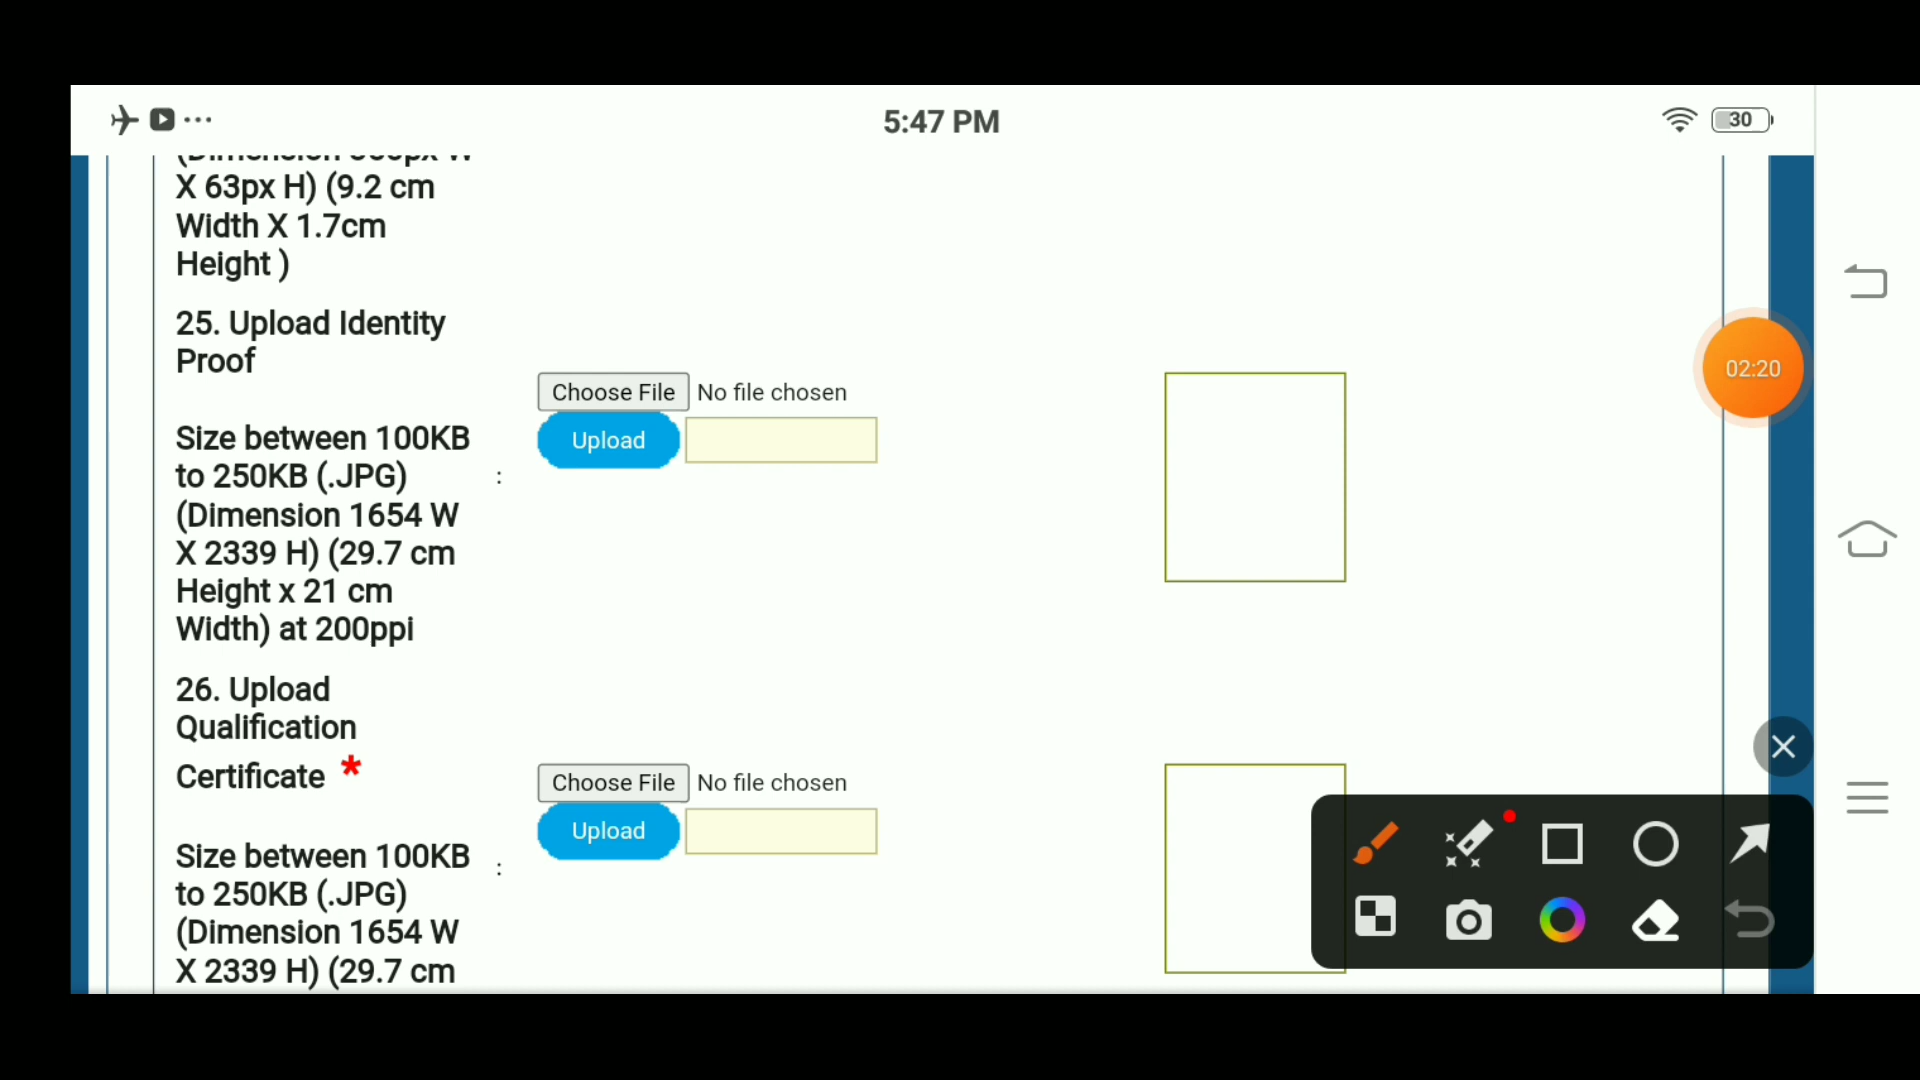 5:47 PM
30
X 63px H) (9.2 cm
Width X 1.7cm
Height )
25. Upload Identity
Proof
Choose File No file chosen
Upload
Size between 100KB
to 250KB (.JPG)
:
(Dimension 1654 W
X 2339 H) (29.7 cm
Height x 21 cm
Width) at 200ppi
02:20
26. Upload
Qualification
Certificate *
Choose File No file chosen
Upload
Size between 100KB
:
to 250KB (.JPG)
(Dimension 1654 W
X 2339 H) (29.7 cm